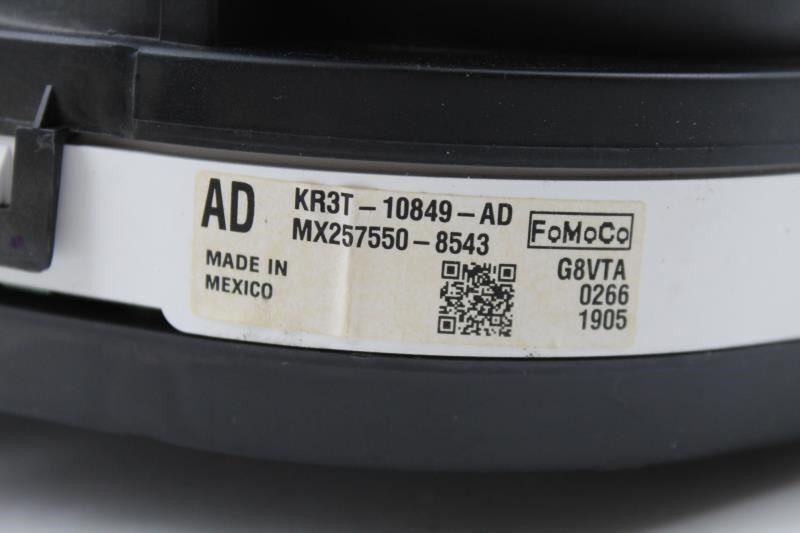 AD
KR3T-10849-AD
MX257550-8543
FoMoCo
MADE IN
MEXICO
G8VTA
0266
1905